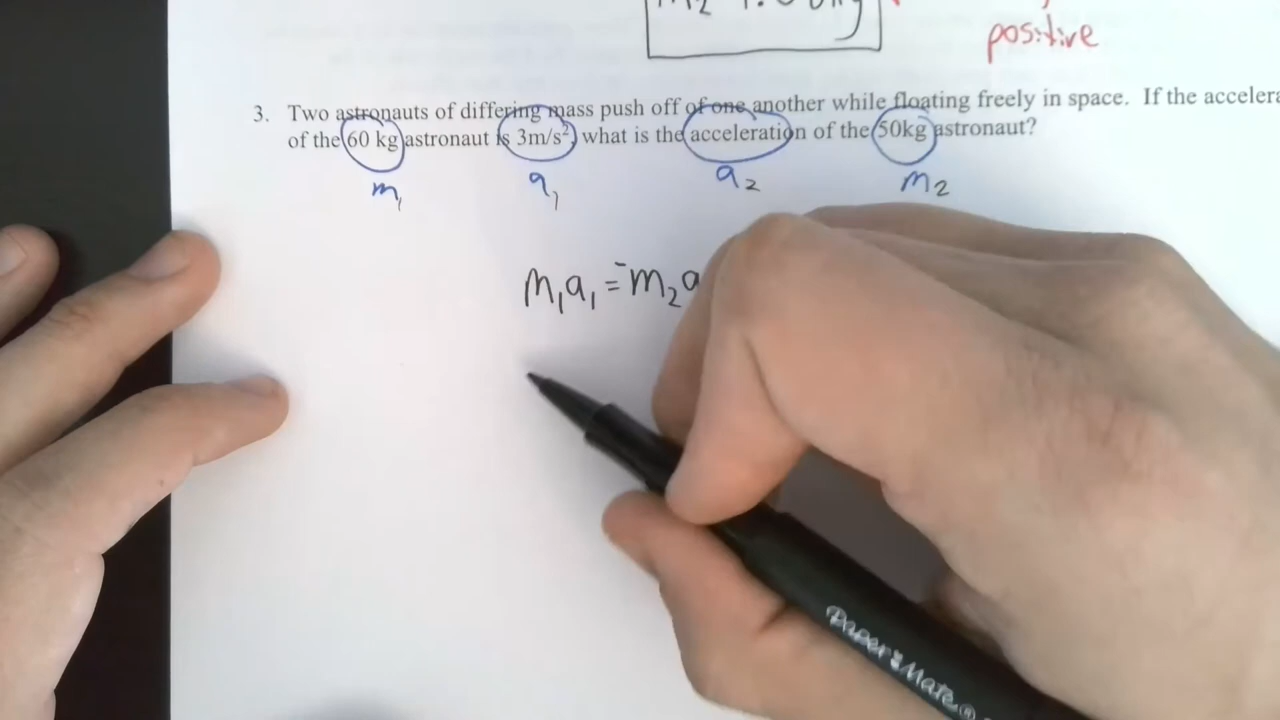 positive
3. Two astronauts of differing mass push off of one another while floating freely in space. If the accelera
of the 60 kg astronaut is 3m/s², what is the acceleration of the 50kg astronaut?
m₁ a₁ a₂ m₂
m₁a₁ = -m₂a
Paper Mate®